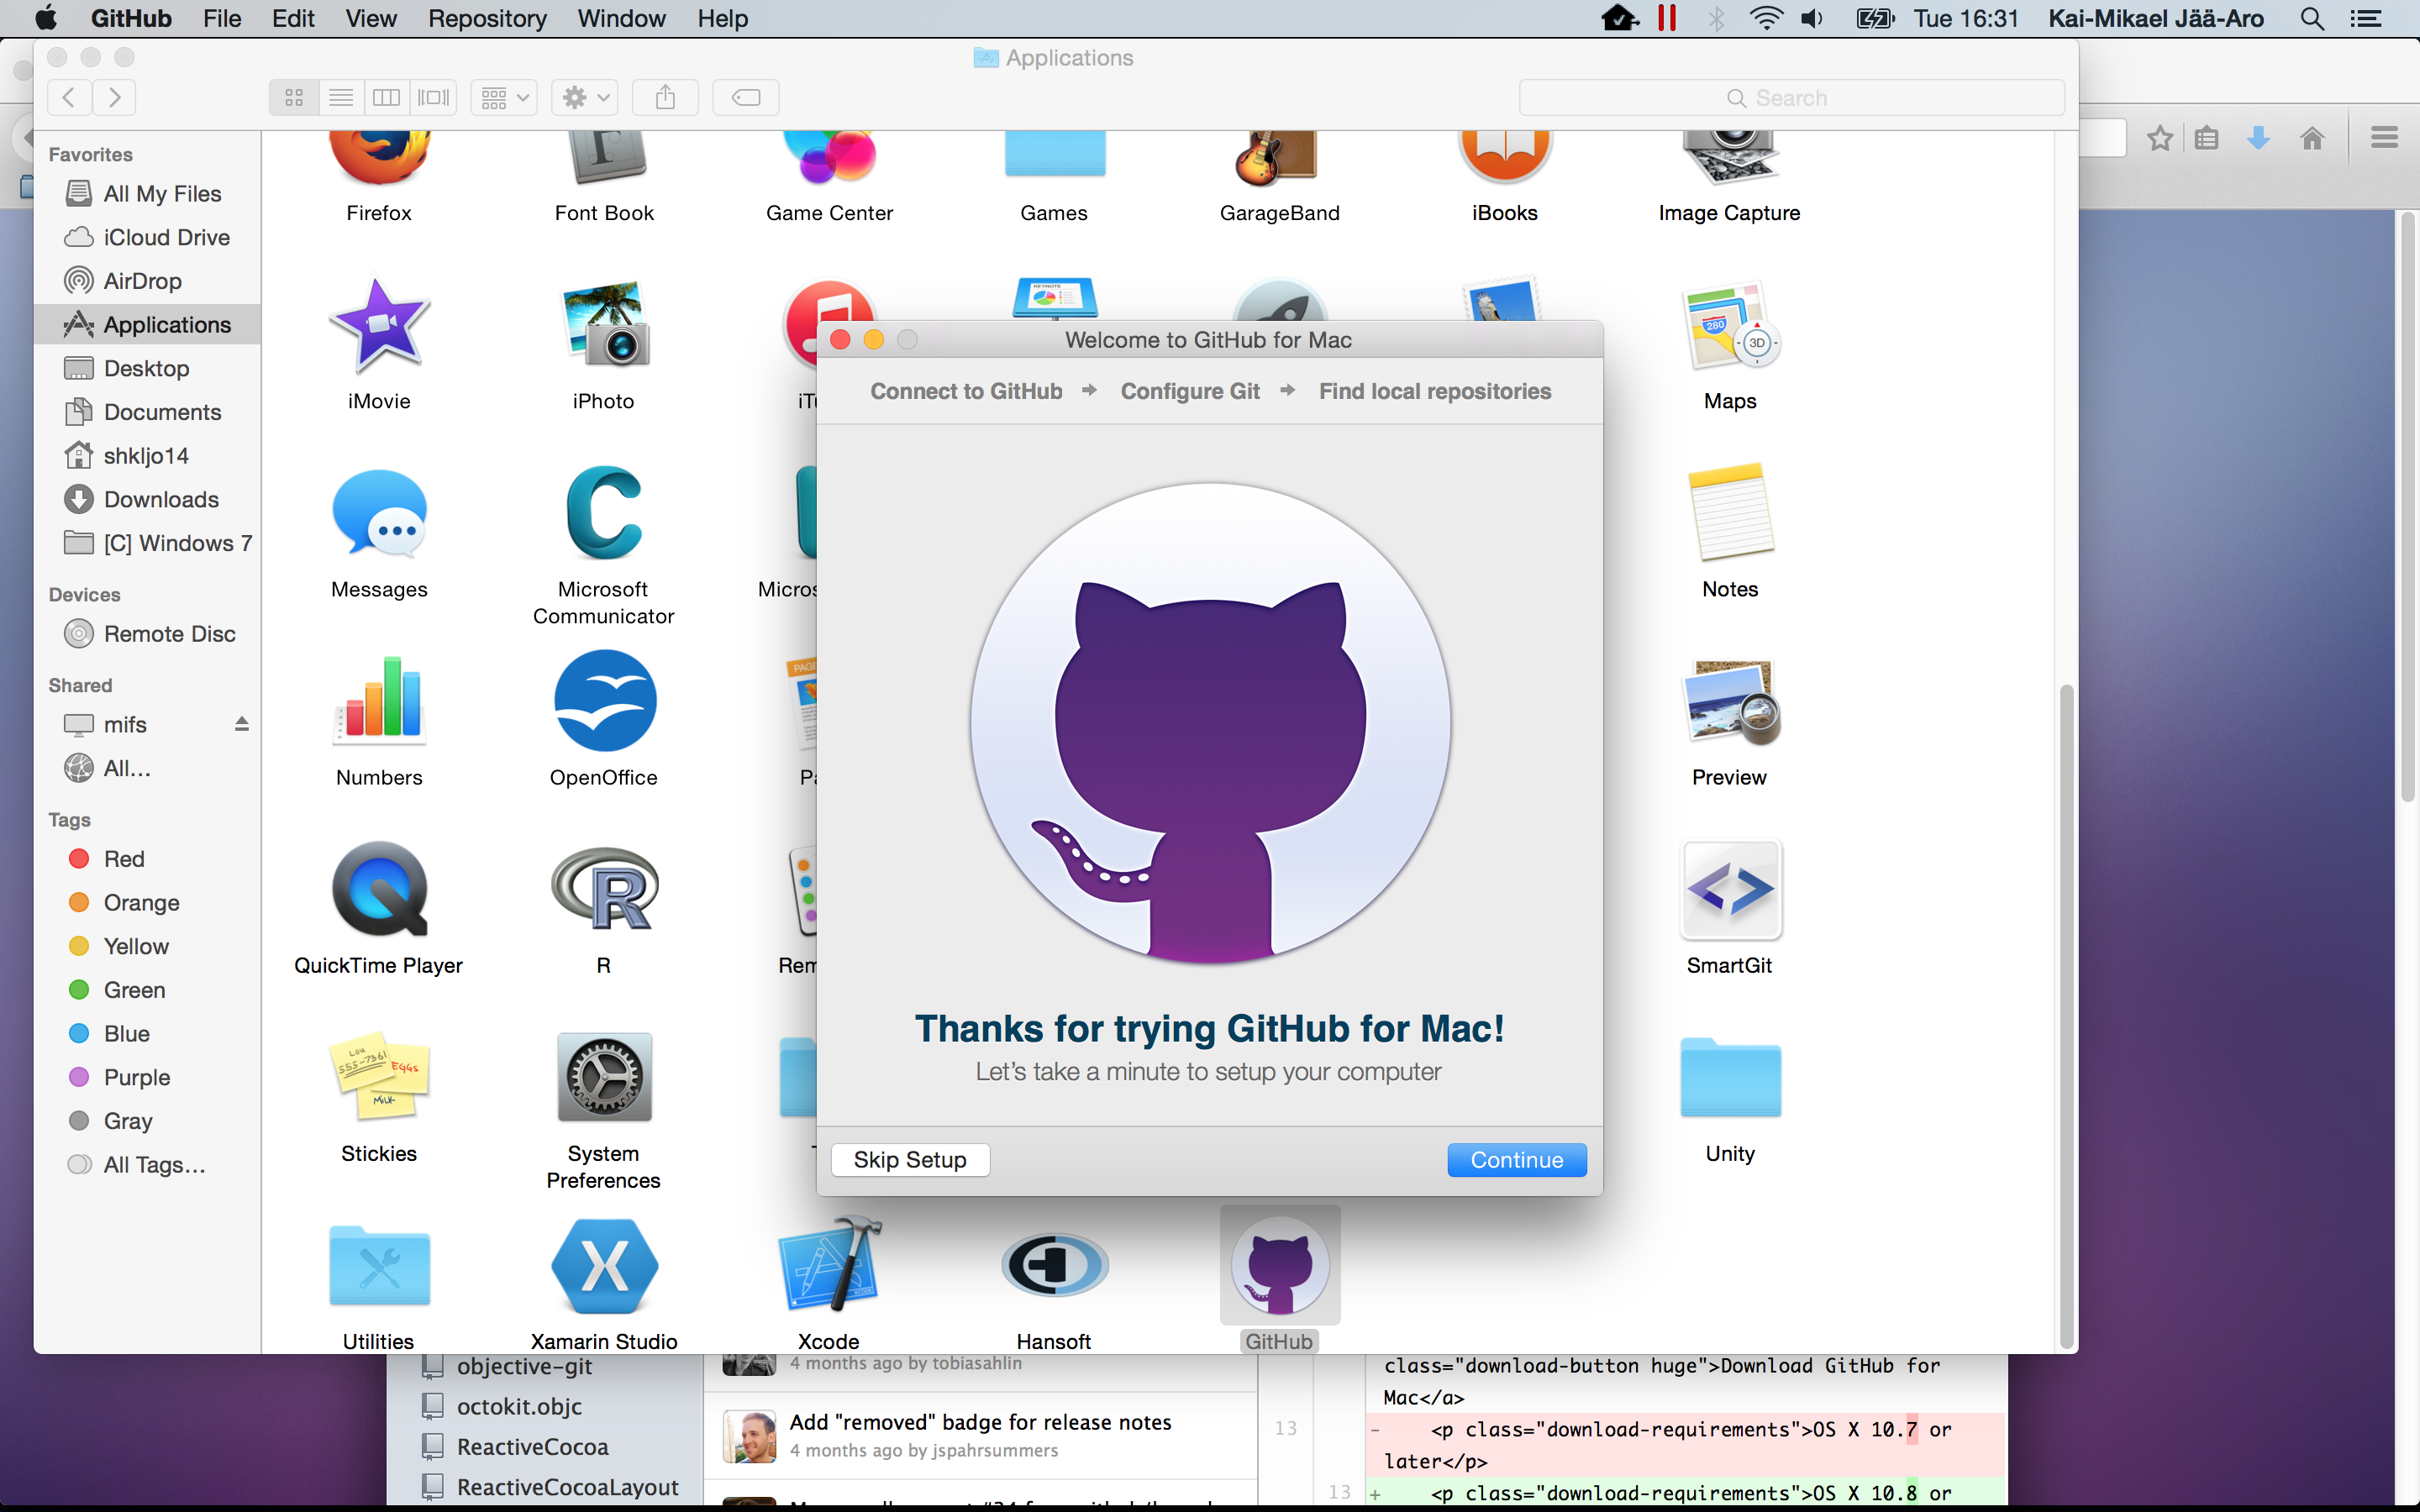 GitHub File Edit View Repository Window Help Tue 16:31 Kai-Mikael Jää-Aro
Applications
Search
Favorites
All My Files
iCloud Drive
AirDrop
Applications
Desktop
Documents
shkljo14
Downloads
[C] Windows 7
Devices
Remote Disc
Shared
mifs
All...
Tags
Red
Orange
Yellow
Green
Blue
Purple
Gray
All Tags...
Firefox Font Book Game Center Games GarageBand iBooks Image Capture
iMovie iPhoto Maps
Messages Microsoft Communicator Notes
Numbers OpenOffice Preview
QuickTime Player R SmartGit
Stickies System Preferences Unity
Utilities Xamarin Studio Xcode Hansoft GitHub
Welcome to GitHub for Mac
Connect to GitHub → Configure Git → Find local repositories
Thanks for trying GitHub for Mac!
Let's take a minute to setup your computer
Skip Setup Continue
objective-git
octokit.objc
ReactiveCocoa
ReactiveCocoaLayout
4 months ago by tobiasahlin
Add "removed" badge for release notes
4 months ago by jspahrsummers
class="download-button huge">Download GitHub for
Mac</a>
13 - <p class="download-requirements">OS X 10.7 or
later</p>
13 + <p class="download-requirements">OS X 10.8 or